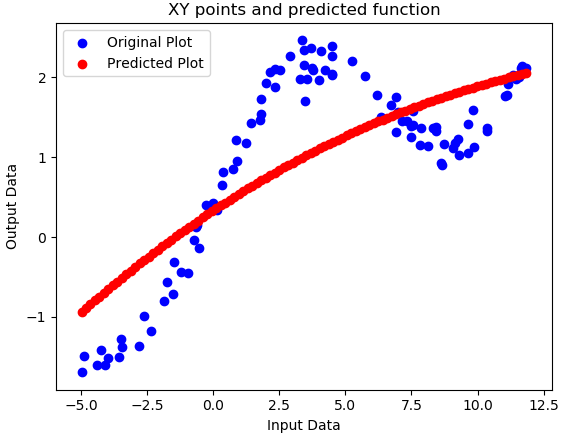 XY points and predicted function
Original Plot
Predicted Plot
Output Data
2
1
0
−1
−5.0 −2.5 0.0 2.5 5.0 7.5 10.0 12.5
Input Data